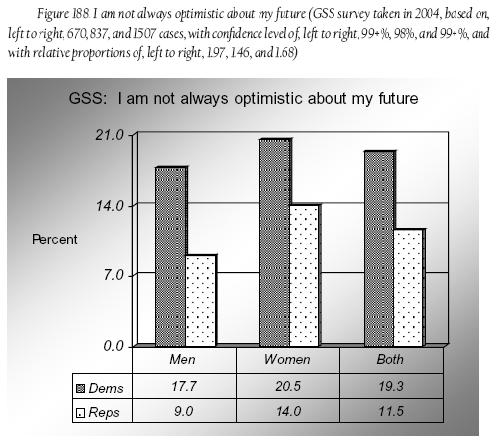 Figure 188. I am not always optimistic about my future (GSS survey taken in 2004, based on,
left to right, 670, 837, and 1507 cases, with confidence level of, left to right, 99+%, 98%, and 99+%, and
with relative proportions of, left to right, 1.97, 1.46, and 1.68)
GSS: I am not always optimistic about my future
21.0
14.0
Percent
7.0
0.0
Men Women Both
Dems 17.7 20.5 19.3
Reps 9.0 14.0 11.5